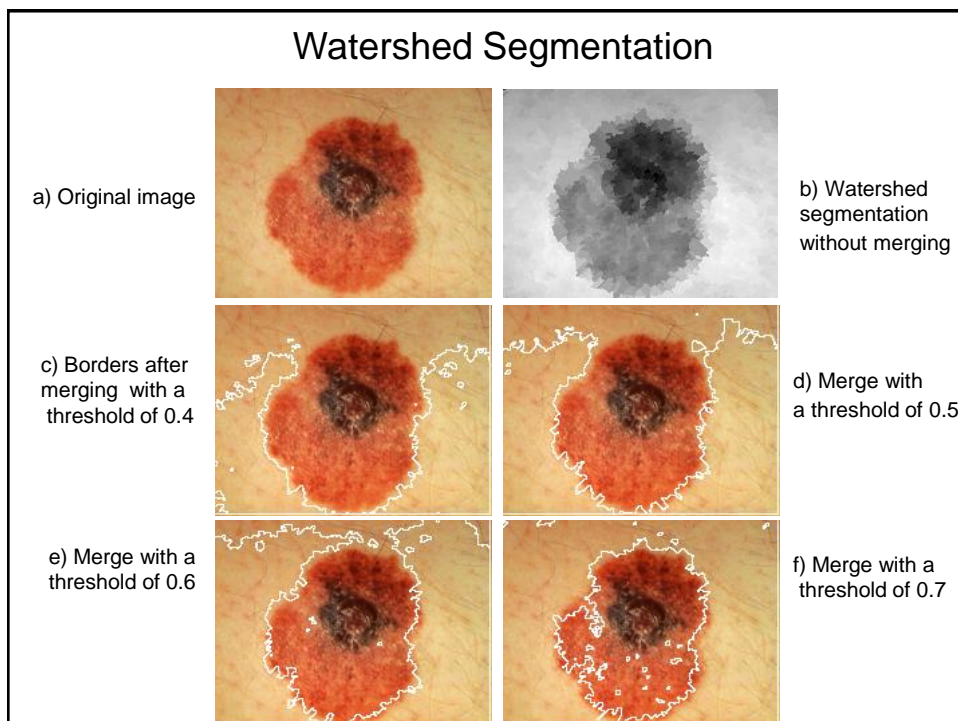 Watershed Segmentation
a) Original image
b) Watershed
segmentation
without merging
c) Borders after
merging with a
threshold of 0.4
d) Merge with
a threshold of 0.5
e) Merge with a
threshold of 0.6
f) Merge with a
threshold of 0.7